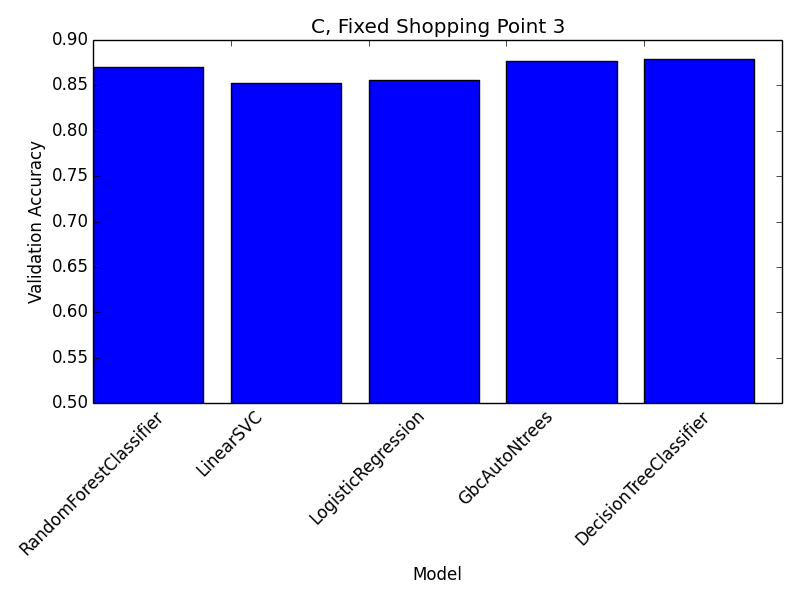 C, Fixed Shopping Point 3
Validation Accuracy
0.90
0.85
0.80
0.75
0.70
0.65
0.60
0.55
0.50
RandomForestClassifier
LinearSVC
LogisticRegression
GbcAutoNtrees
DecisionTreeClassifier
Model